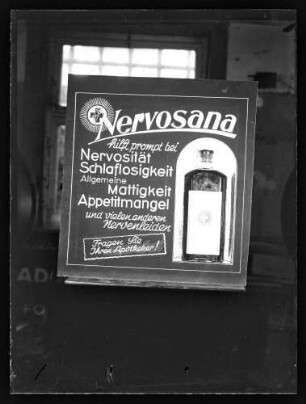 Nervosana
hilft prompt bei
Nervosität
Schlaflosigkeit
Allgemeine
Mattigkeit
Appetitmangel
und vielen anderen
Nervenleiden
Fragen Sie
Ihren Apotheker!